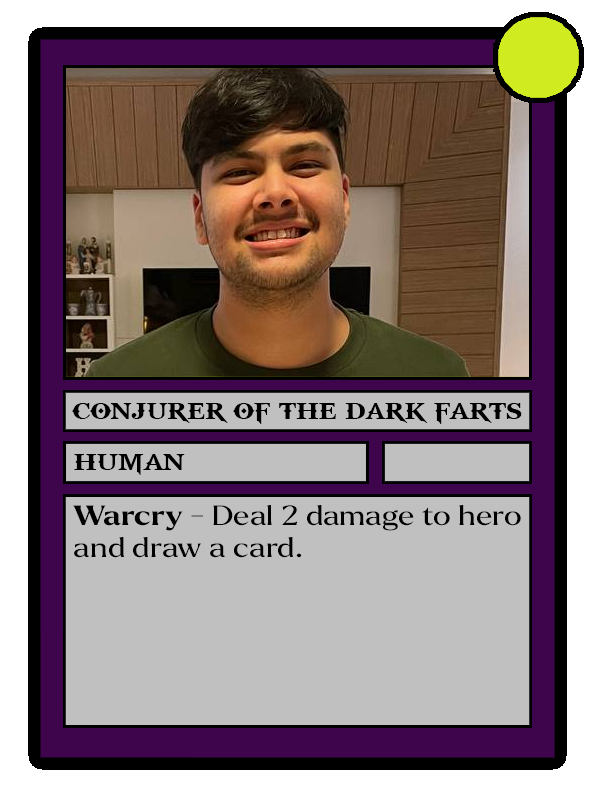 CONJURER OF THE DARK FARTS
HUMAN
Warcry – Deal 2 damage to hero
and draw a card.